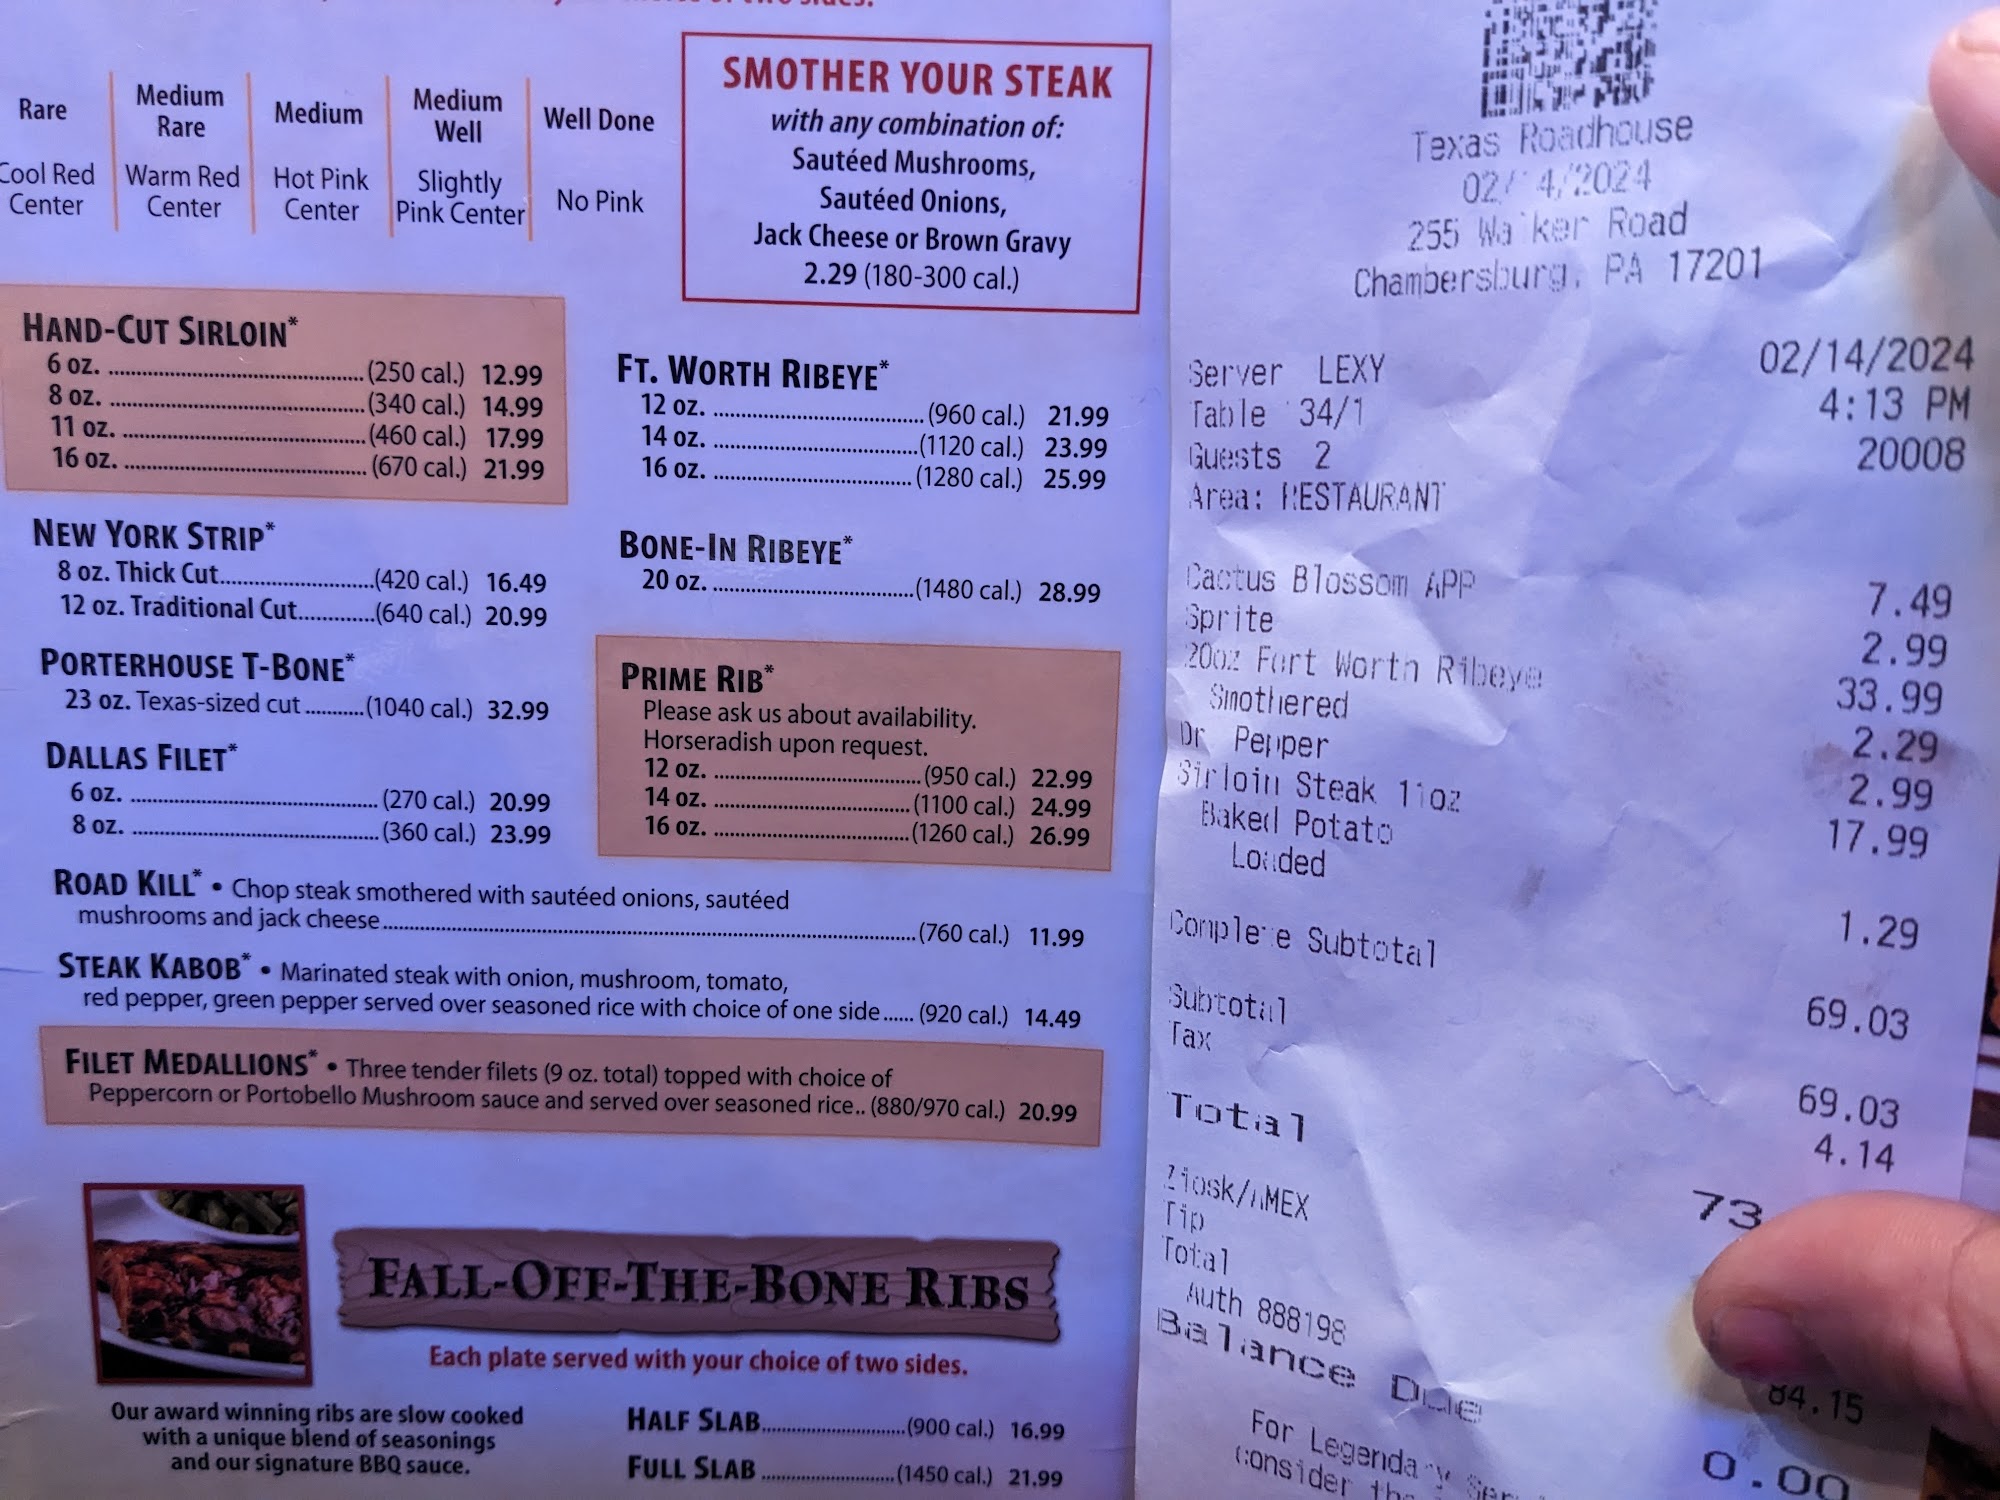 two sides.
Rare
Medium Rare
Medium
Medium Well
Well Done
Cool Red Center
Warm Red Center
Hot Pink Center
Slightly Pink Center
No Pink
SMOTHER YOUR STEAK
with any combination of:
Sautéed Mushrooms,
Sautéed Onions,
Jack Cheese or Brown Gravy
2.29 (180-300 cal.)
HAND-CUT SIRLOIN*
6 oz. (250 cal.) 12.99
8 oz. (340 cal.) 14.99
11 oz. (460 cal.) 17.99
16 oz. (670 cal.) 21.99
NEW YORK STRIP*
8 oz. Thick Cut (420 cal.) 16.49
12 oz. Traditional Cut (640 cal.) 20.99
PORTERHOUSE T-BONE*
23 oz. Texas-sized cut (1040 cal.) 32.99
DALLAS FILET*
6 oz. (270 cal.) 20.99
8 oz. (360 cal.) 23.99
FT. WORTH RIBEYE*
12 oz. (960 cal.) 21.99
14 oz. (1120 cal.) 23.99
16 oz. (1280 cal.) 25.99
BONE-IN RIBEYE*
20 oz. (1480 cal.) 28.99
PRIME RIB*
Please ask us about availability.
Horseradish upon request.
12 oz. (950 cal.) 22.99
14 oz. (1100 cal.) 24.99
16 oz. (1260 cal.) 26.99
ROAD KILL* • Chop steak smothered with sautéed onions, sautéed
mushrooms and jack cheese (760 cal.) 11.99
STEAK KABOB* • Marinated steak with onion, mushroom, tomato,
red pepper, green pepper served over seasoned rice with choice of one side (920 cal.) 14.49
FILET MEDALLIONS* • Three tender filets (9 oz. total) topped with choice of
Peppercorn or Portobello Mushroom sauce and served over seasoned rice.. (880/970 cal.) 20.99
FALL-OFF-THE-BONE RIBS
Each plate served with your choice of two sides.
Our award winning ribs are slow cooked
with a unique blend of seasonings
and our signature BBQ sauce.
HALF SLAB (900 cal.) 16.99
FULL SLAB (1450 cal.) 21.99
Texas Roadhouse
02/14/2024
255 Walker Road
Chambersburg, PA 17201
Server LEXY 02/14/2024
Table 34/1 4:13 PM
Guests 2 20008
Area: RESTAURANT
Cactus Blossom APP 7.49
Sprite 2.99
20oz Fort Worth Ribeye 33.99
Smothered 2.29
Dr Pepper 2.99
Sirloin Steak 11oz 17.99
Baked Potato
Loaded 1.29
Complete Subtotal 69.03
Subtotal 69.03
Tax 4.14
Total 73
Ziosk/AMEX
Tip
Total 84.15
Auth 888198
Balance Due 0.00
For Legendary
consider